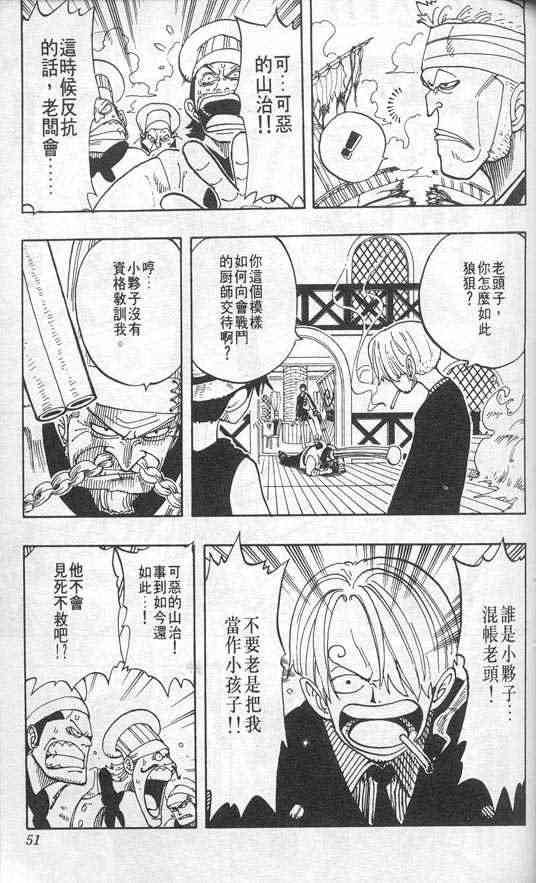 可…可惡
的山治!!
這時候反抗
的話，老闆會……
老頭子，
你怎麼如此
狼狽？
你這個模樣
如何向會戰鬥
的廚師交待啊？
哼…
小夥子沒有
資格教訓我。
誰是小夥子…
混帳老頭！
不要老是把我
當作小孩子!!
可惡的山治！
事到如今還
如此…！
他不會
見死不救吧!?
51